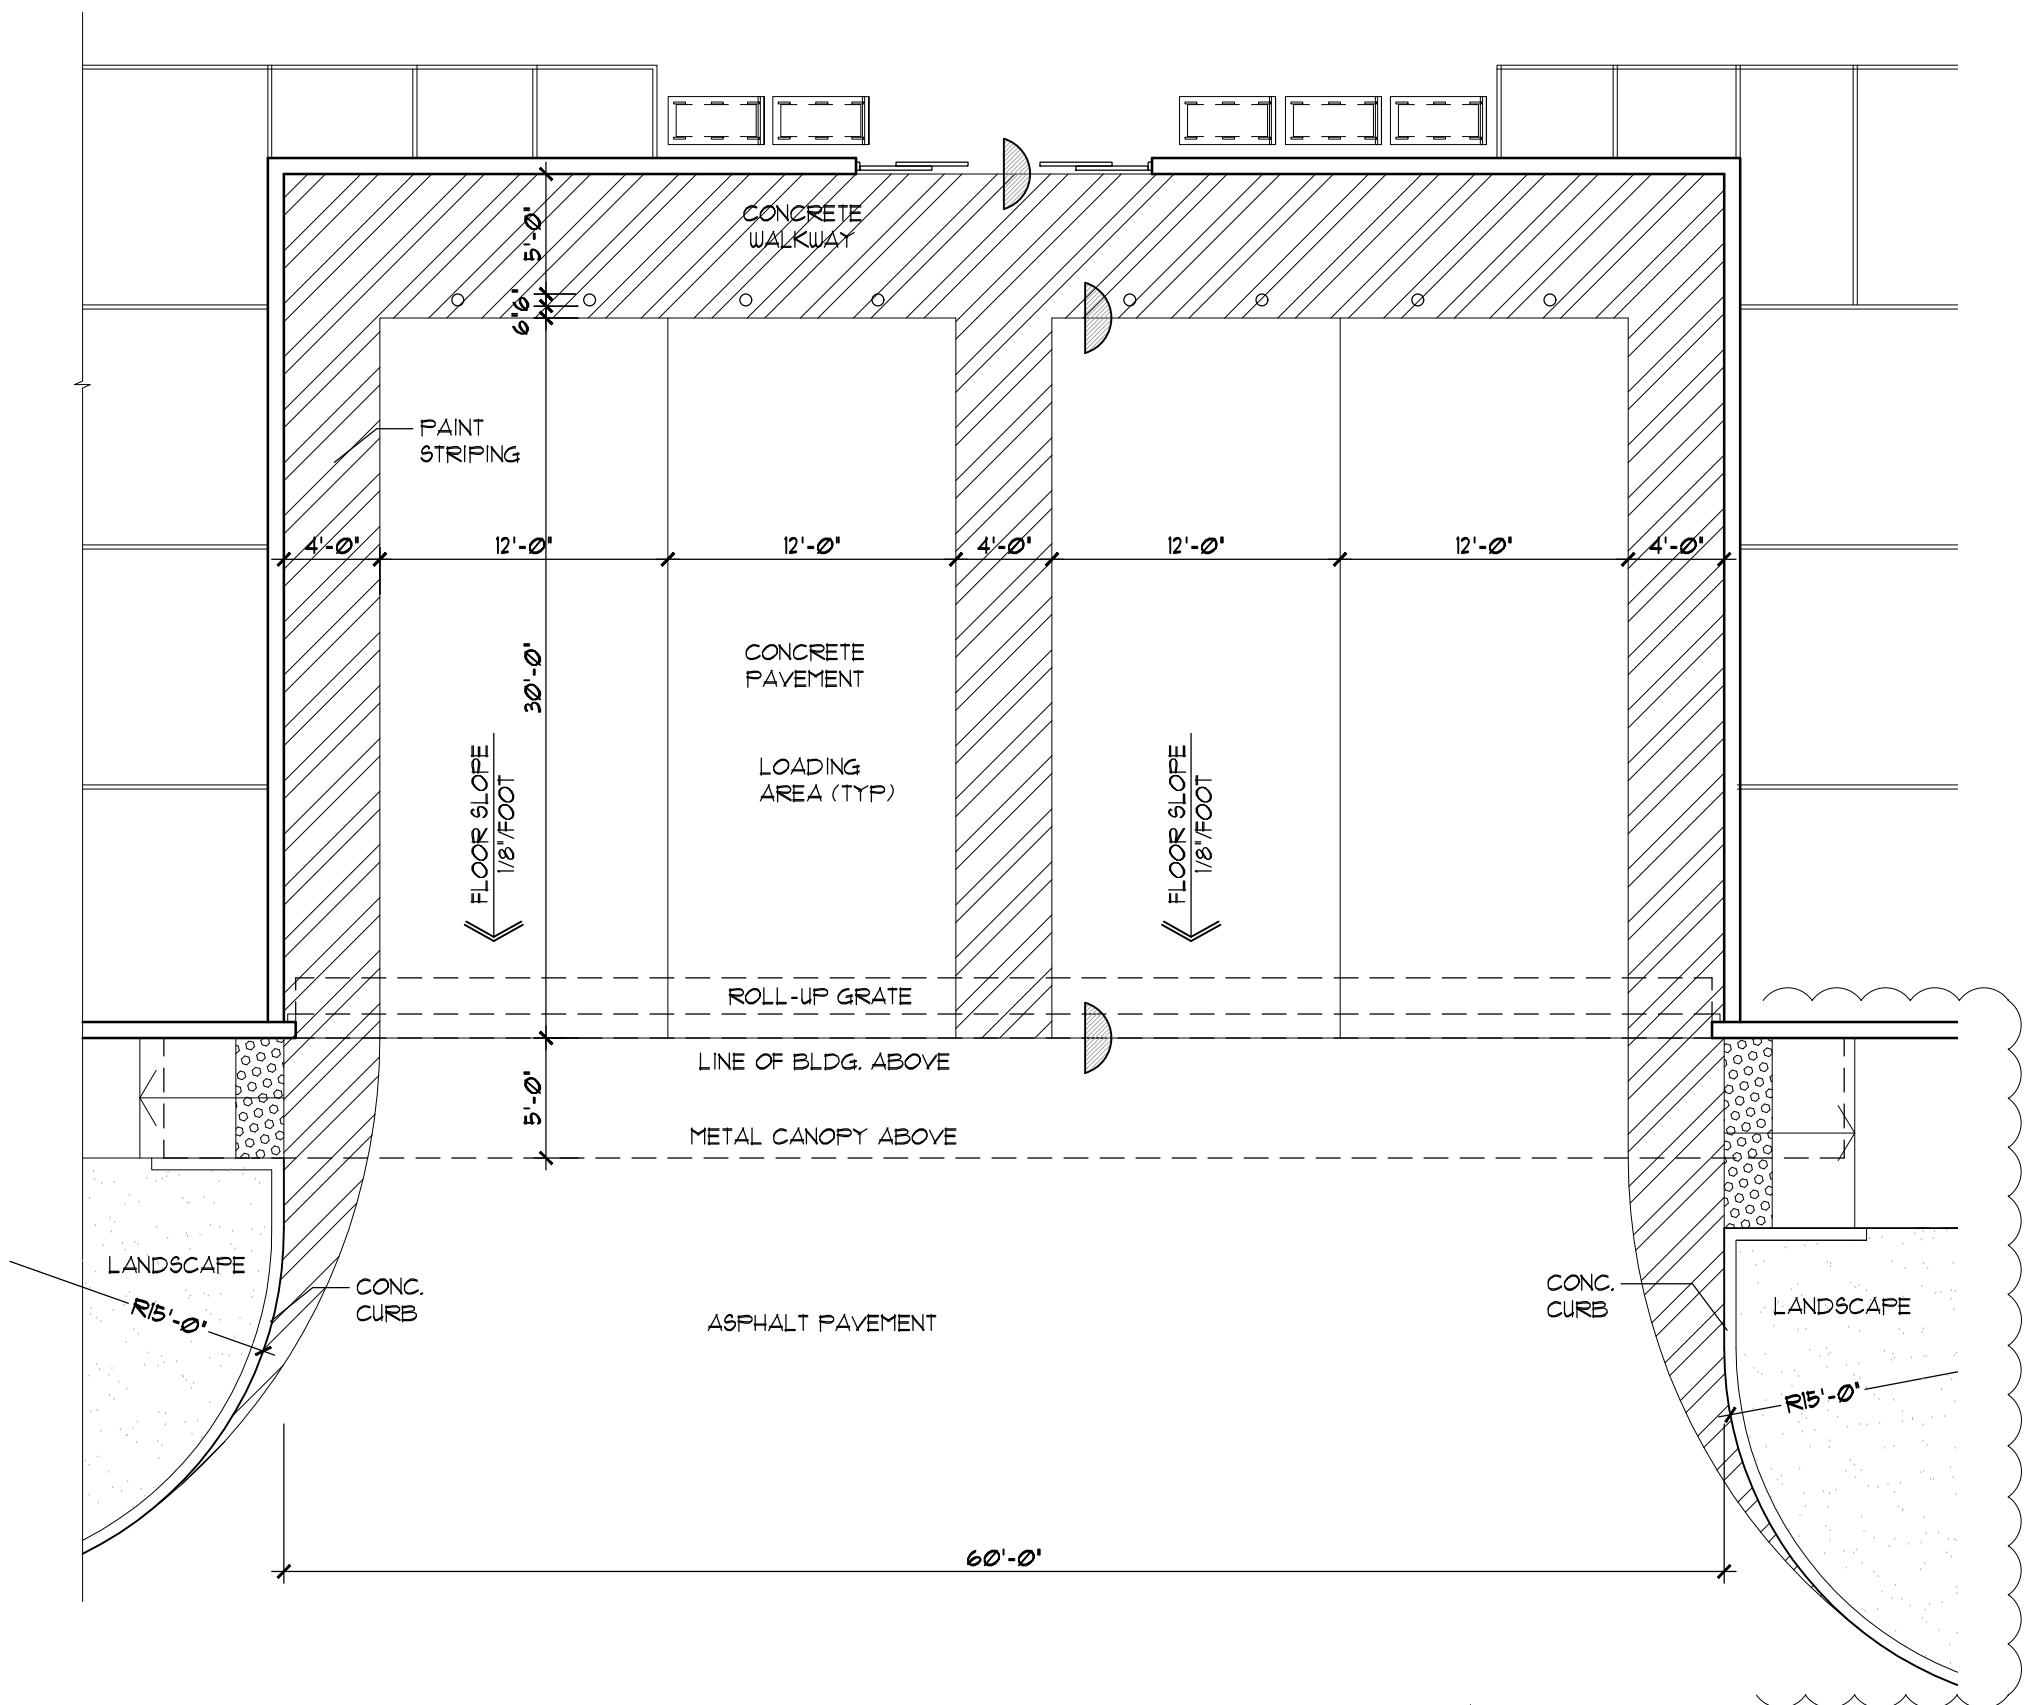 CONCRETE
WALKWAY
5'-0"
6"
6"
PAINT
STRIPING
4'-0"
12'-0"
12'-0"
4'-0"
12'-0"
12'-0"
4'-0"
30'-0"
CONCRETE
PAVEMENT
LOADING
AREA (TYP)
FLOOR SLOPE
1/8"/FOOT
FLOOR SLOPE
1/8"/FOOT
ROLL-UP GRATE
LINE OF BLDG. ABOVE
5'-0"
METAL CANOPY ABOVE
LANDSCAPE
R15'-0"
CONC.
CURB
ASPHALT PAVEMENT
CONC.
CURB
LANDSCAPE
R15'-0"
60'-0"